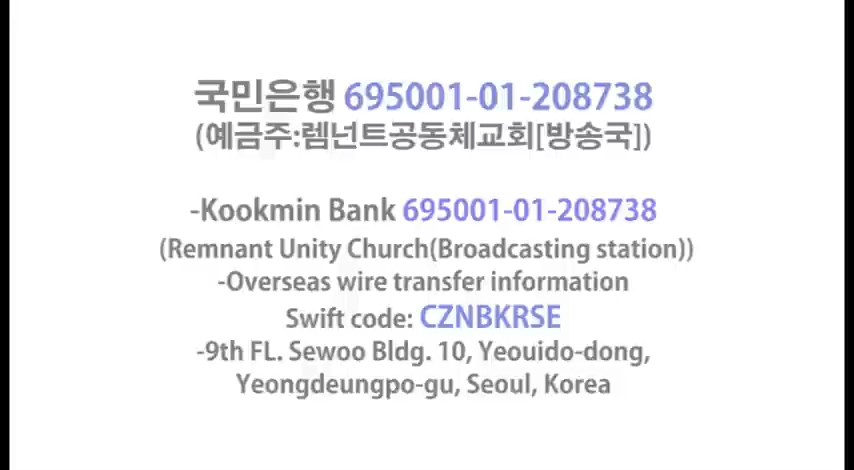 국민은행 695001-01-208738
(예금주:렘넌트공동체교회[방송국])
-Kookmin Bank 695001-01-208738
(Remnant Unity Church(Broadcasting station))
-Overseas wire transfer information
Swift code: CZNBKRSE
-9th FL. Sewoo Bldg. 10, Yeouido-dong,
Yeongdeungpo-gu, Seoul, Korea